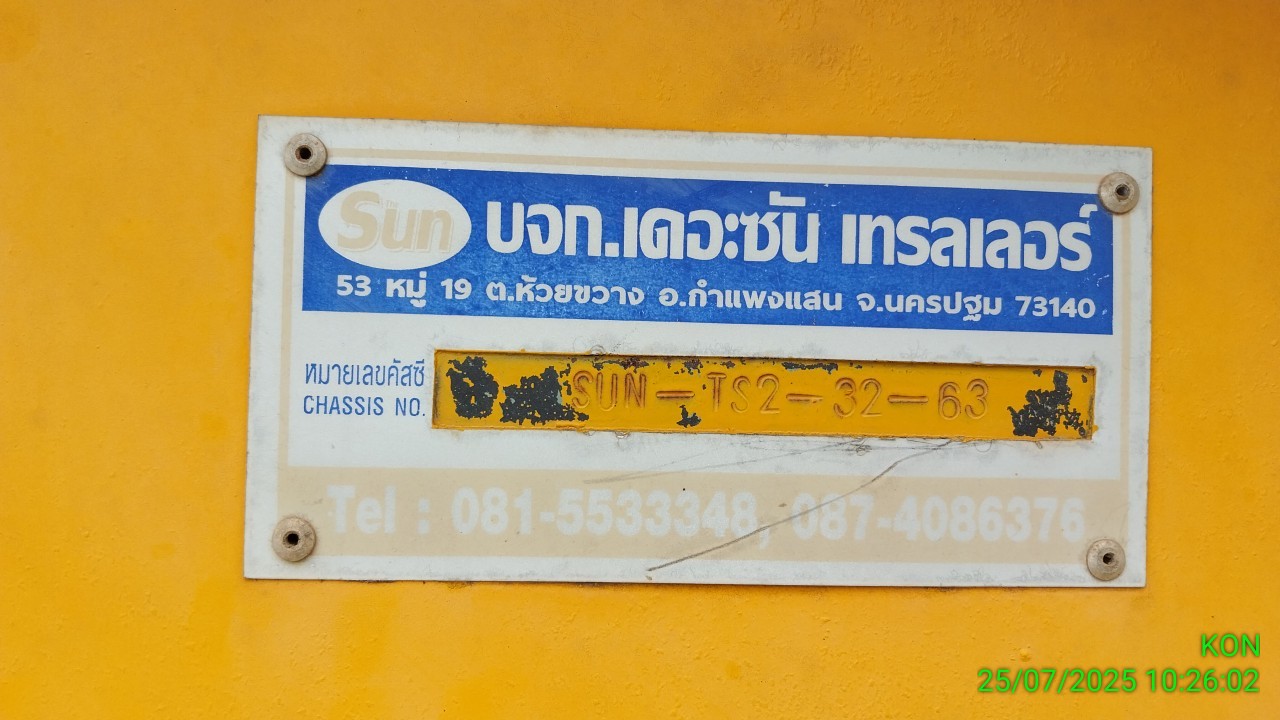 Sun บจก.เดอะซัน เทรลเลอร์
53 หมู่ 19 ต.ห้วยขวาง อ.กำแพงแสน จ.นครปฐม 73140
หมายเลขคัสซี
CHASSIS NO. SUN-TS2-32-63
Tel : 081-5533348, 087-4086376
KON
25/07/2025 10:26:02